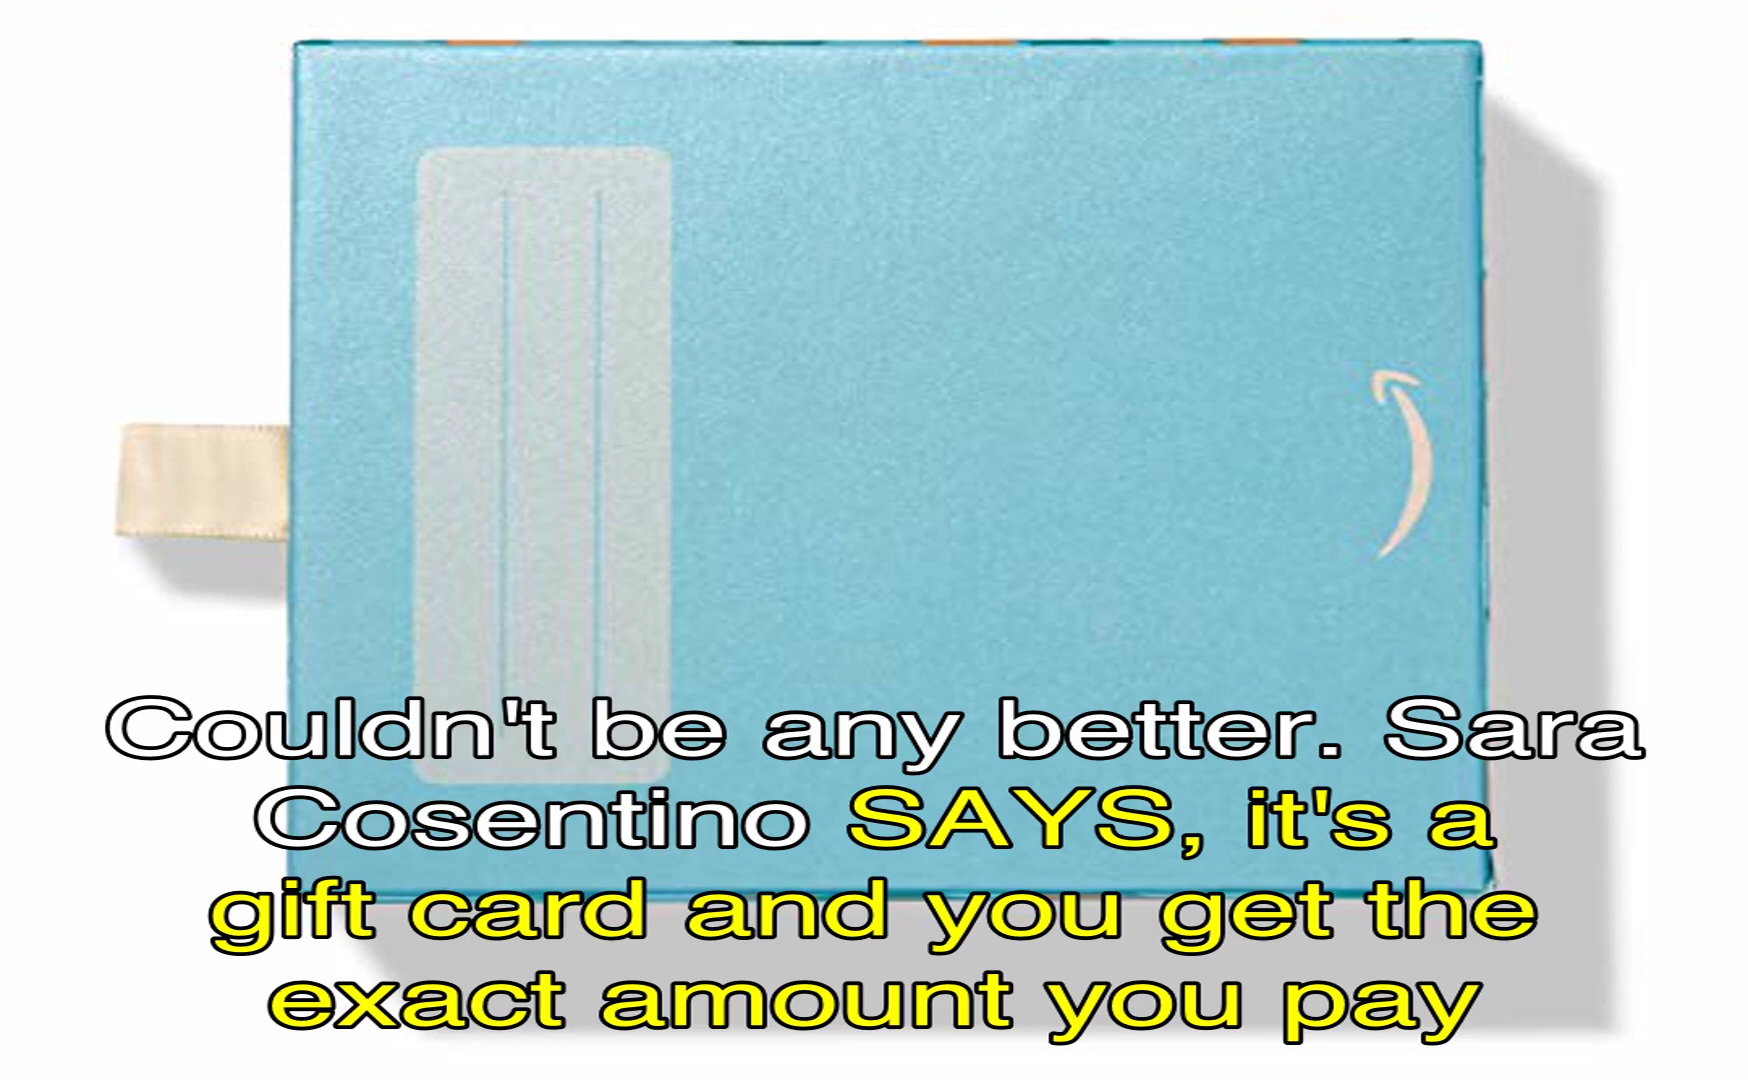 Couldn't be any better. Sara
Cosentino SAYS, it's a
gift card and you get the
exact amount you pay